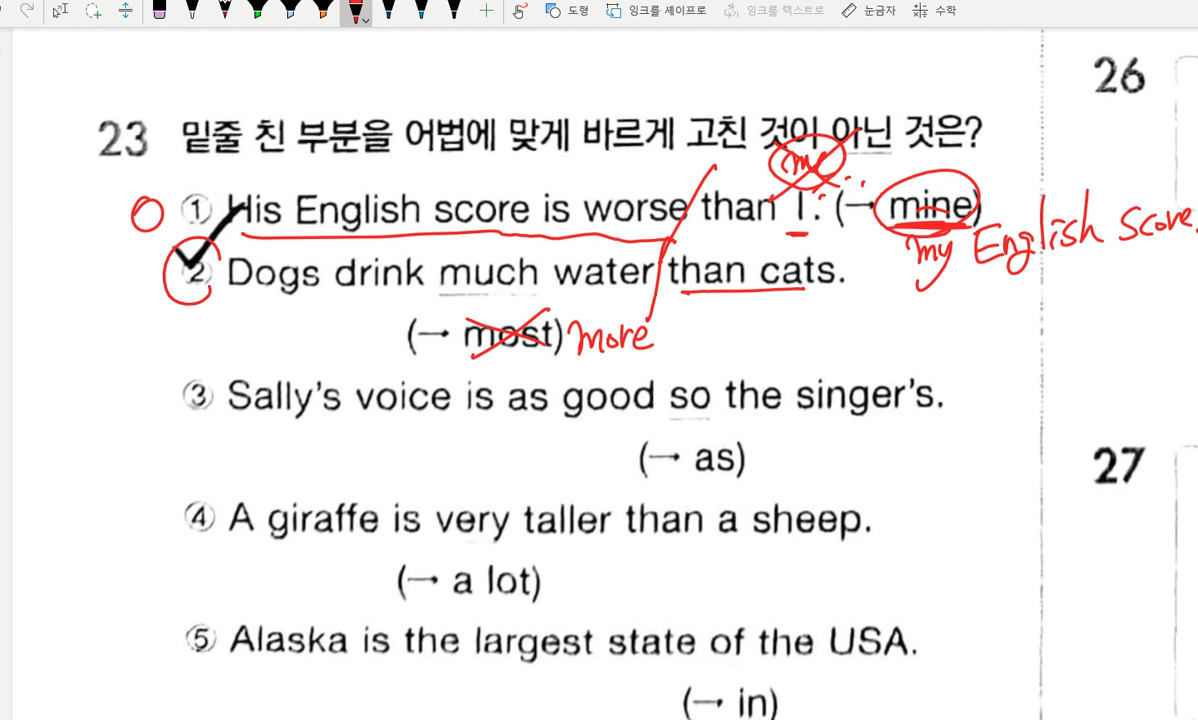 도형 잉크를 셰이프로 잉크를 텍스트로 눈금자 수학
26
23 밑줄 친 부분을 어법에 맞게 바르게 고친 것이 아닌 것은?
me
① His English score is worse than I. (→ mine)
my English score.
② Dogs drink much water than cats.
(→ most) more
③ Sally's voice is as good so the singer's.
(→ as)
27
④ A giraffe is very taller than a sheep.
(→ a lot)
⑤ Alaska is the largest state of the USA.
(→ in)